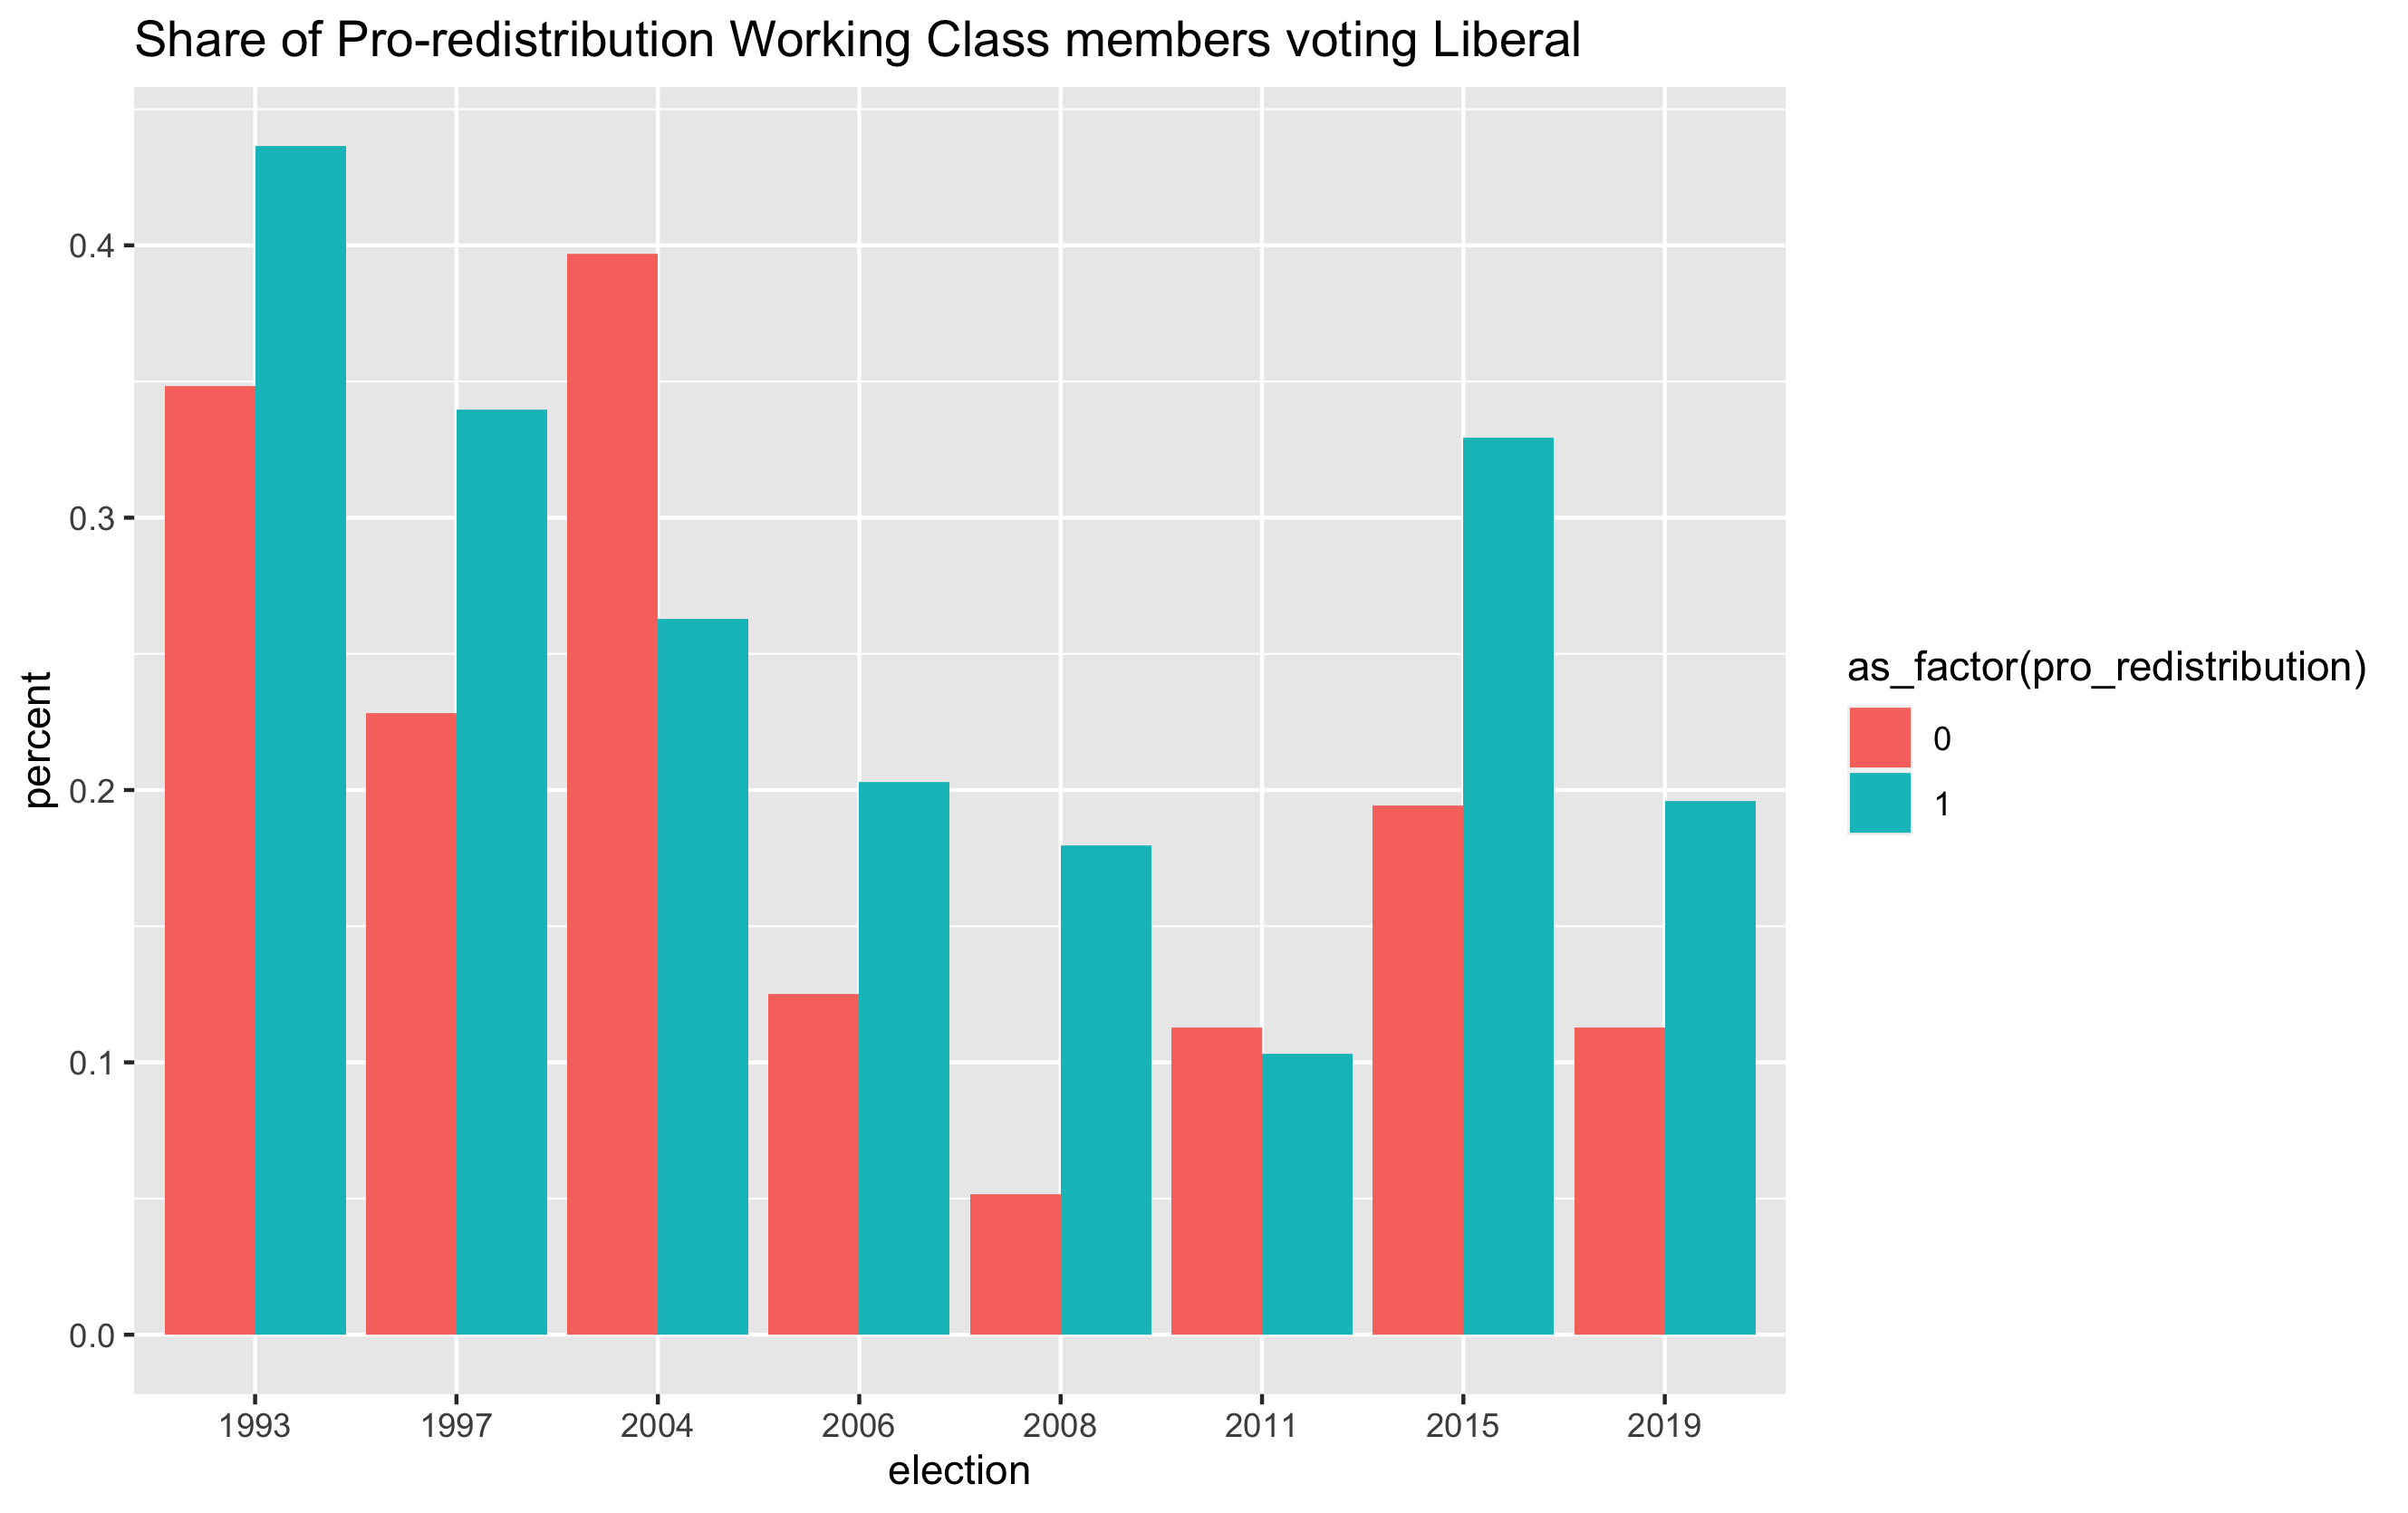 Share of Pro-redistribution Working Class members voting Liberal
percent
0.4
0.3
0.2
0.1
0.0
1993 1997 2004 2006 2008 2011 2015 2019
election
as_factor(pro_redistribution)
0
1